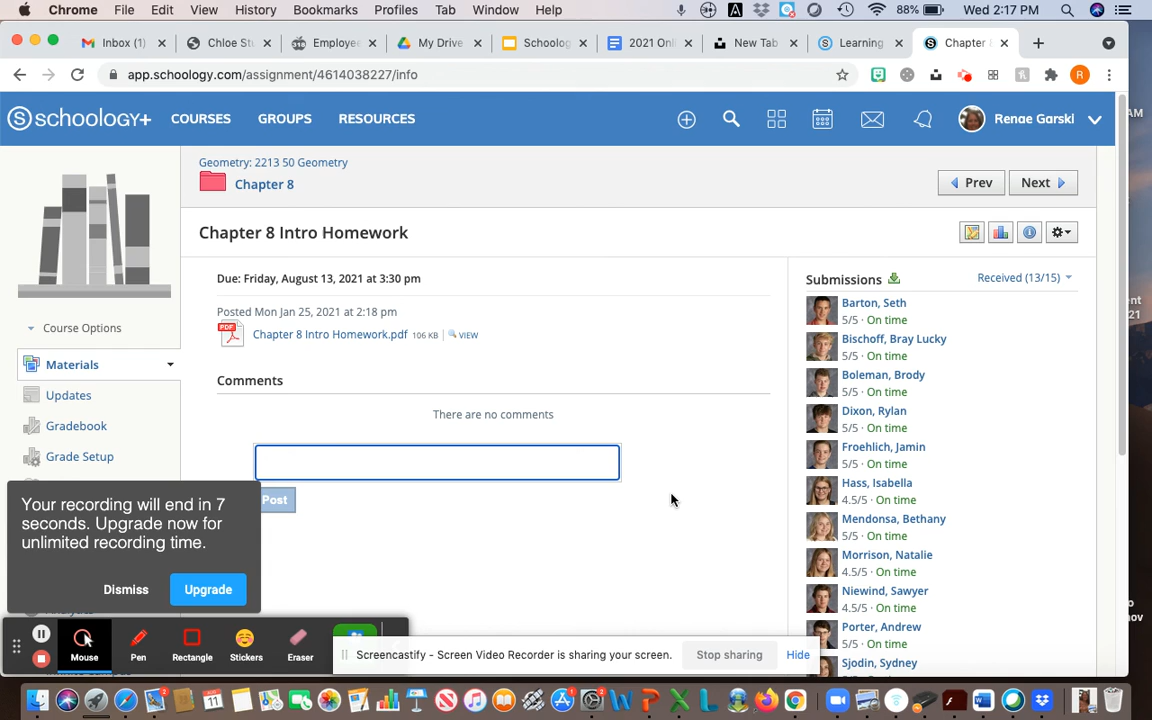 Chrome File Edit View History Bookmarks Profiles Tab Window Help 88% Wed 2:17 PM
Inbox (1) Chloe Stu Employee My Drive Schoolog 2021 Onli New Tab Learning Chapter
app.schoology.com/assignment/4614038227/info R
S schoology+ COURSES GROUPS RESOURCES Renae Garski
Geometry: 2213 50 Geometry
Chapter 8
Prev Next
Chapter 8 Intro Homework
Due: Friday, August 13, 2021 at 3:30 pm
Posted Mon Jan 25, 2021 at 2:18 pm
PDF Chapter 8 Intro Homework.pdf 106 KB VIEW
Comments
There are no comments
Post
Course Options
Materials
Updates
Gradebook
Grade Setup
Submissions Received (13/15)
Barton, Seth
5/5 · On time
Bischoff, Bray Lucky
5/5 · On time
Boleman, Brody
5/5 · On time
Dixon, Rylan
5/5 · On time
Froehlich, Jamin
5/5 · On time
Hass, Isabella
4.5/5 · On time
Mendonsa, Bethany
5/5 · On time
Morrison, Natalie
4.5/5 · On time
Niewind, Sawyer
4.5/5 · On time
Porter, Andrew
5/5 · On time
Sjodin, Sydney
Your recording will end in 7
seconds. Upgrade now for
unlimited recording time.
Dismiss Upgrade
Mouse Pen Rectangle Stickers Eraser
Screencastify - Screen Video Recorder is sharing your screen. Stop sharing Hide